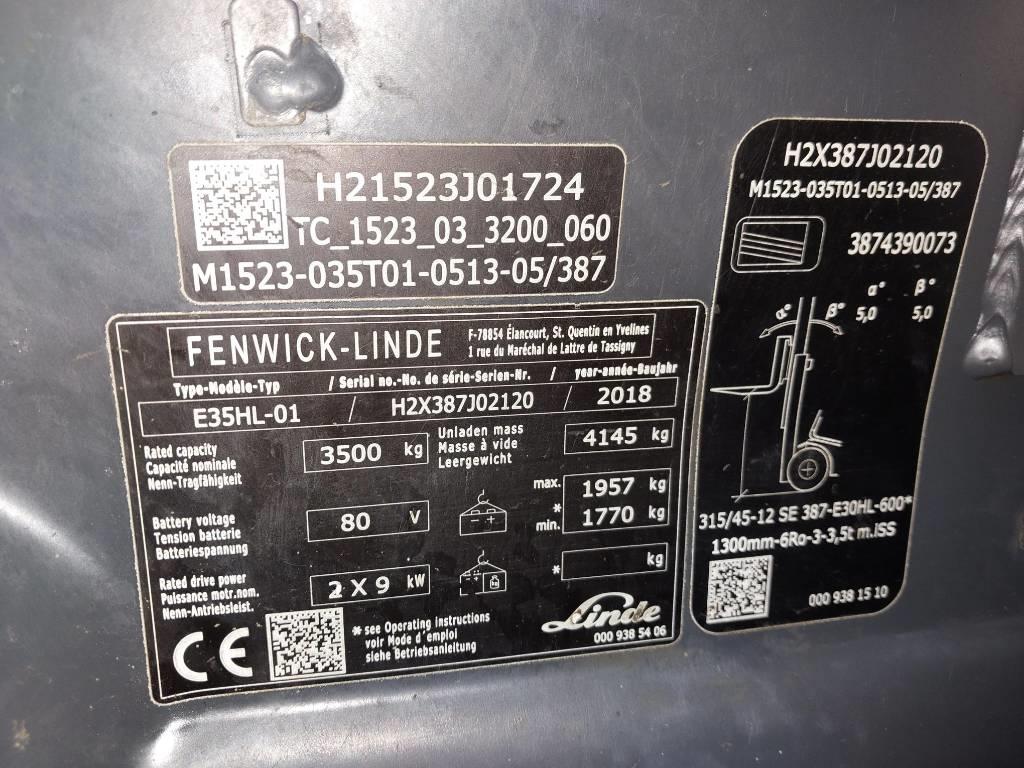 H21523J01724
TC_1523_03_3200_060
M1523-035T01-0513-05/387
FENWICK-LINDE
F-78854 Élancourt, St. Quentin en Yvelines
1 rue du Maréchal de Lattre de Tassigny
Type-Modèle-Typ / Serial no.-No. de série-Serien-Nr. / year-année-Baujahr
E35HL-01 / H2X387J02120 / 2018
Rated capacity
Capacité nominale
Nenn-Tragfähigkeit
3500 kg
Unladen mass
Masse à vide
Leergewicht
4145 kg
Battery voltage
Tension batterie
Batteriespannung
80 V
- +
max. 1957 kg
*
min. 1770 kg
Rated drive power
Puissance motr.nom.
Nenn-Antriebsleist.
2 X 9 kW
* kg
CE
* see Operating instructions
voir Mode d'emploi
siehe Betriebsanleitung
Linde
000 938 54 06
H2X387J02120
M1523-035T01-0513-05/387
3874390073
α° β°
α° β° 5,0 5,0
315/45-12 SE 387-E30HL-600*
1300mm-6Ro-3-3,5t m.ISS
000 938 15 10